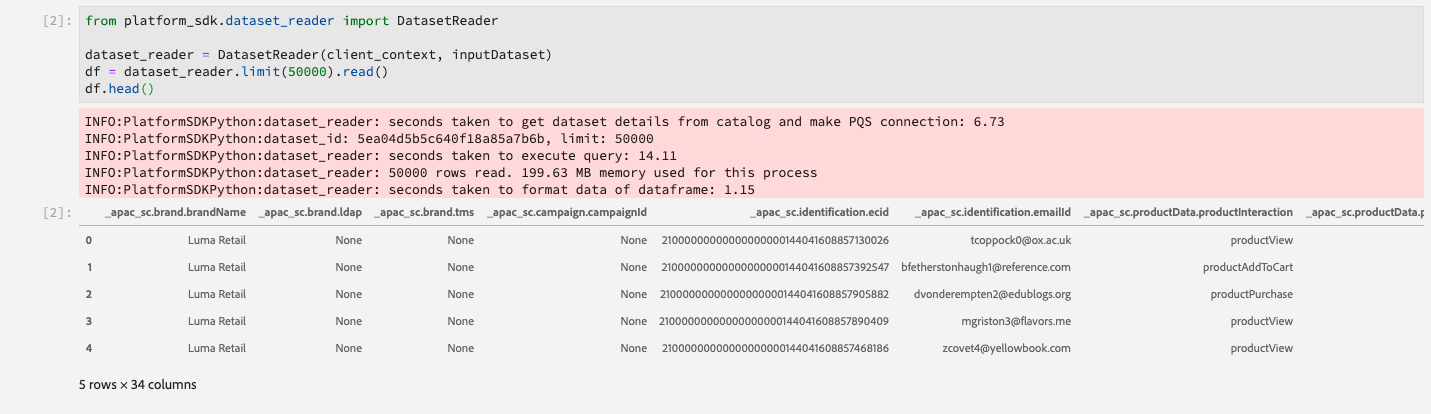 [2]: from platform_sdk.dataset_reader import DatasetReader
dataset_reader = DatasetReader(client_context, inputDataset)
df = dataset_reader.limit(50000).read()
df.head()
INFO:PlatformSDKPython:dataset_reader: seconds taken to get dataset details from catalog and make PQS connection: 6.73
INFO:PlatformSDKPython:dataset_id: 5ea04d5b5c640f18a85a7b6b, limit: 50000
INFO:PlatformSDKPython:dataset_reader: seconds taken to execute query: 14.11
INFO:PlatformSDKPython:dataset_reader: 50000 rows read. 199.63 MB memory used for this process
INFO:PlatformSDKPython:dataset_reader: seconds taken to format data of dataframe: 1.15
[2]: _apac_sc.brand.brandName _apac_sc.brand.ldap _apac_sc.brand.tms _apac_sc.campaign.campaignId _apac_sc.identification.ecid _apac_sc.identification.emailId _apac_sc.productData.productInteraction _apac_sc.productData.p
0 Luma Retail None None None 21000000000000000000144041608857130026 tcoppock0@ox.ac.uk productView
1 Luma Retail None None None 21000000000000000000144041608857392547 bfetherstonhaugh1@reference.com productAddToCart
2 Luma Retail None None None 21000000000000000000144041608857905882 dvonderempten2@edublogs.org productPurchase
3 Luma Retail None None None 21000000000000000000144041608857890409 mgriston3@flavors.me productView
4 Luma Retail None None None 21000000000000000000144041608857468186 zcovet4@yellowbook.com productView
5 rows × 34 columns